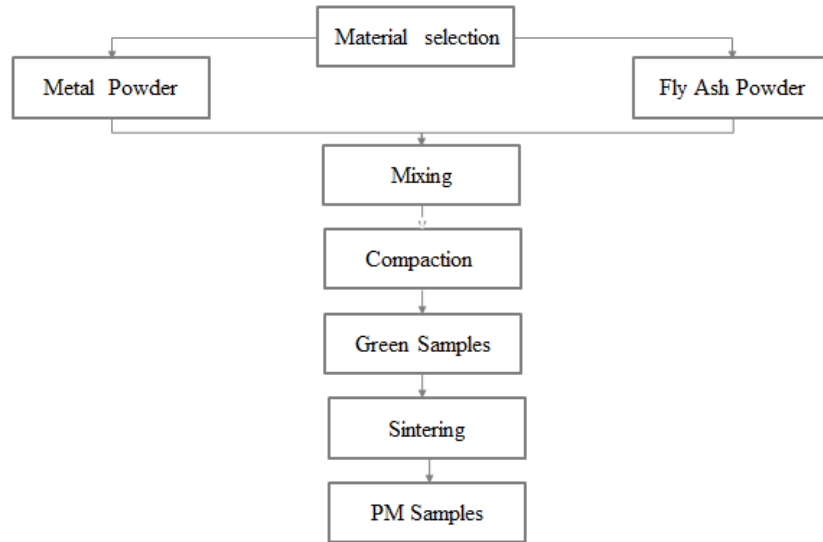 Material selection
Metal Powder
Fly Ash Powder
Mixing
Compaction
Green Samples
Sintering
PM Samples